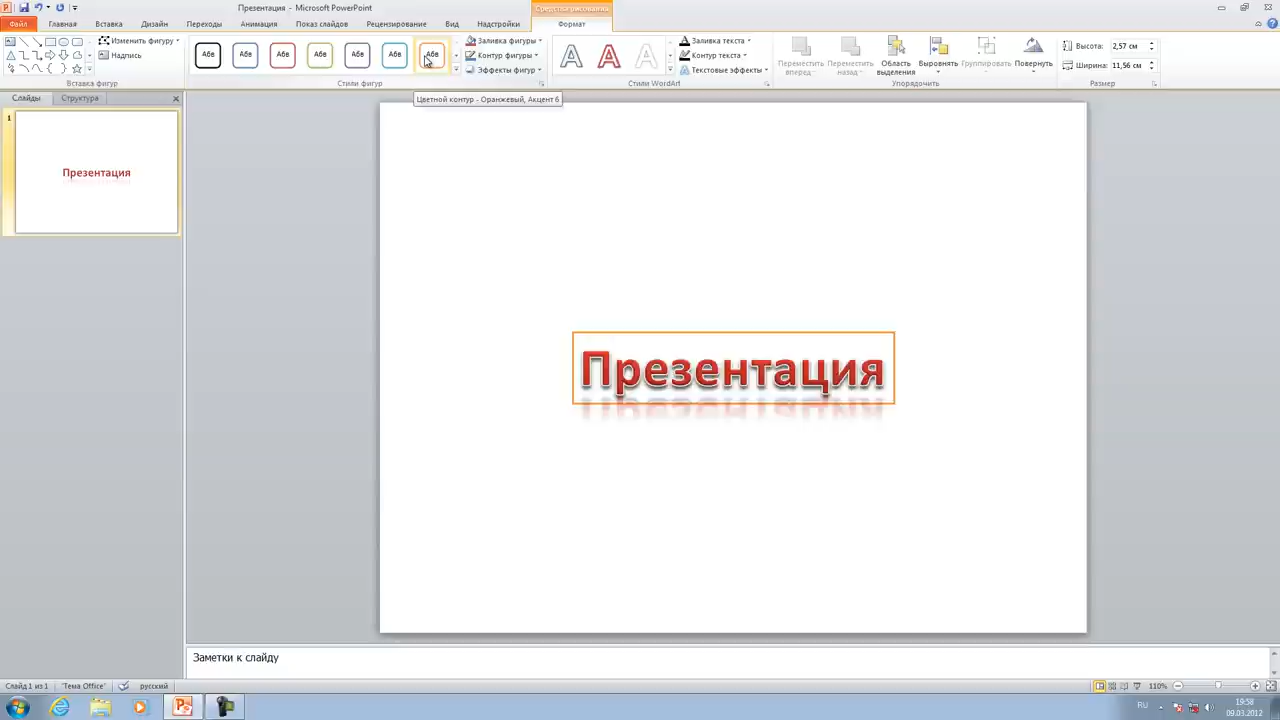 Презентация - Microsoft PowerPoint
Средства рисования
Файл Главная Вставка Дизайн Переходы Анимация Показ слайдов Рецензирование Вид Надстройки Формат
Изменить фигуру
Надпись
Вставка фигур
Абв Абв Абв Абв Абв Абв Абв
Заливка фигуры
Контур фигуры
Эффекты фигур
Стили фигур
Заливка текста
Контур текста
Текстовые эффекты
Стили WordArt
Переместить вперед
Переместить назад
Область выделения
Выровнять
Группировать
Повернуть
Упорядочить
Высота: 2,57 см
Ширина: 11,56 см
Размер
Слайды Структура
Цветной контур - Оранжевый, Акцент 6
1
Презентация
Презентация
Заметки к слайду
Слайд 1 из 1 "Тема Office" русский 110%
RU
19:58
09.03.2012